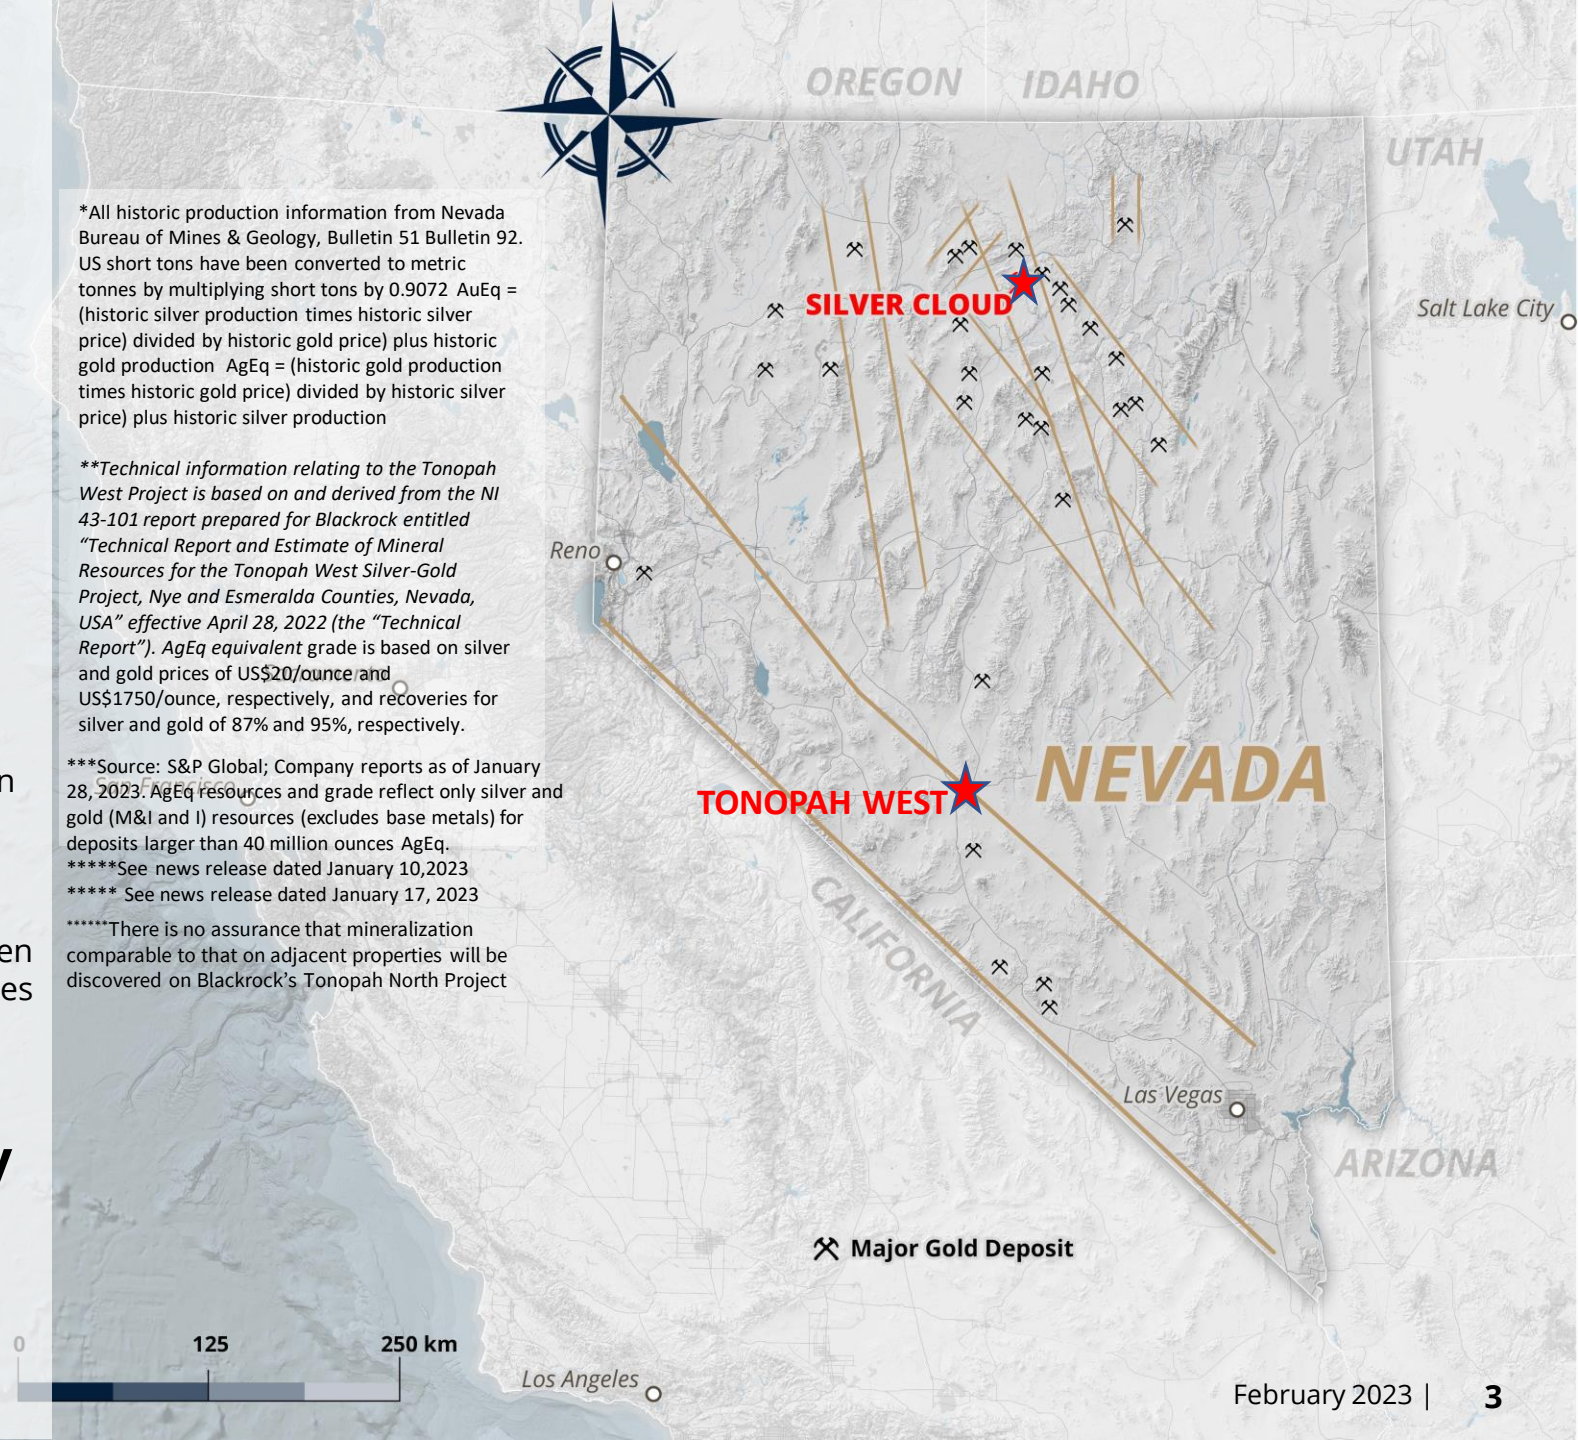 OREGON
IDAHO
UTAH
*All historic production information from Nevada
Bureau of Mines & Geology, Bulletin 51 Bulletin 92.
US short tons have been converted to metric
tonnes by multiplying short tons by 0.9072 AuEq =
(historic silver production times historic silver
price) divided by historic gold price) plus historic
gold production AgEq = (historic gold production
times historic gold price) divided by historic silver
price) plus historic silver production
SILVER CLOUD
Salt Lake City
**Technical information relating to the Tonopah
West Project is based on and derived from the NI
43-101 report prepared for Blackrock entitled
“Technical Report and Estimate of Mineral
Resources for the Tonopah West Silver-Gold
Project, Nye and Esmeralda Counties, Nevada,
USA” effective April 28, 2022 (the “Technical
Report”). AgEq equivalent grade is based on silver
and gold prices of US$20/ounce and
US$1750/ounce, respectively, and recoveries for
silver and gold of 87% and 95%, respectively.
Reno
Sacramento
***Source: S&P Global; Company reports as of January
28, 2023. AgEq resources and grade reflect only silver and
gold (M&I and I) resources (excludes base metals) for
deposits larger than 40 million ounces AgEq.
*****See news release dated January 10,2023
***** See news release dated January 17, 2023
******There is no assurance that mineralization
comparable to that on adjacent properties will be
discovered on Blackrock’s Tonopah North Project
San Francisco
n
en
es
y
NEVADA
TONOPAH WEST
CALIFORNIA
Las Vegas
ARIZONA
Major Gold Deposit
0
125
250 km
Los Angeles
February 2023 | 3